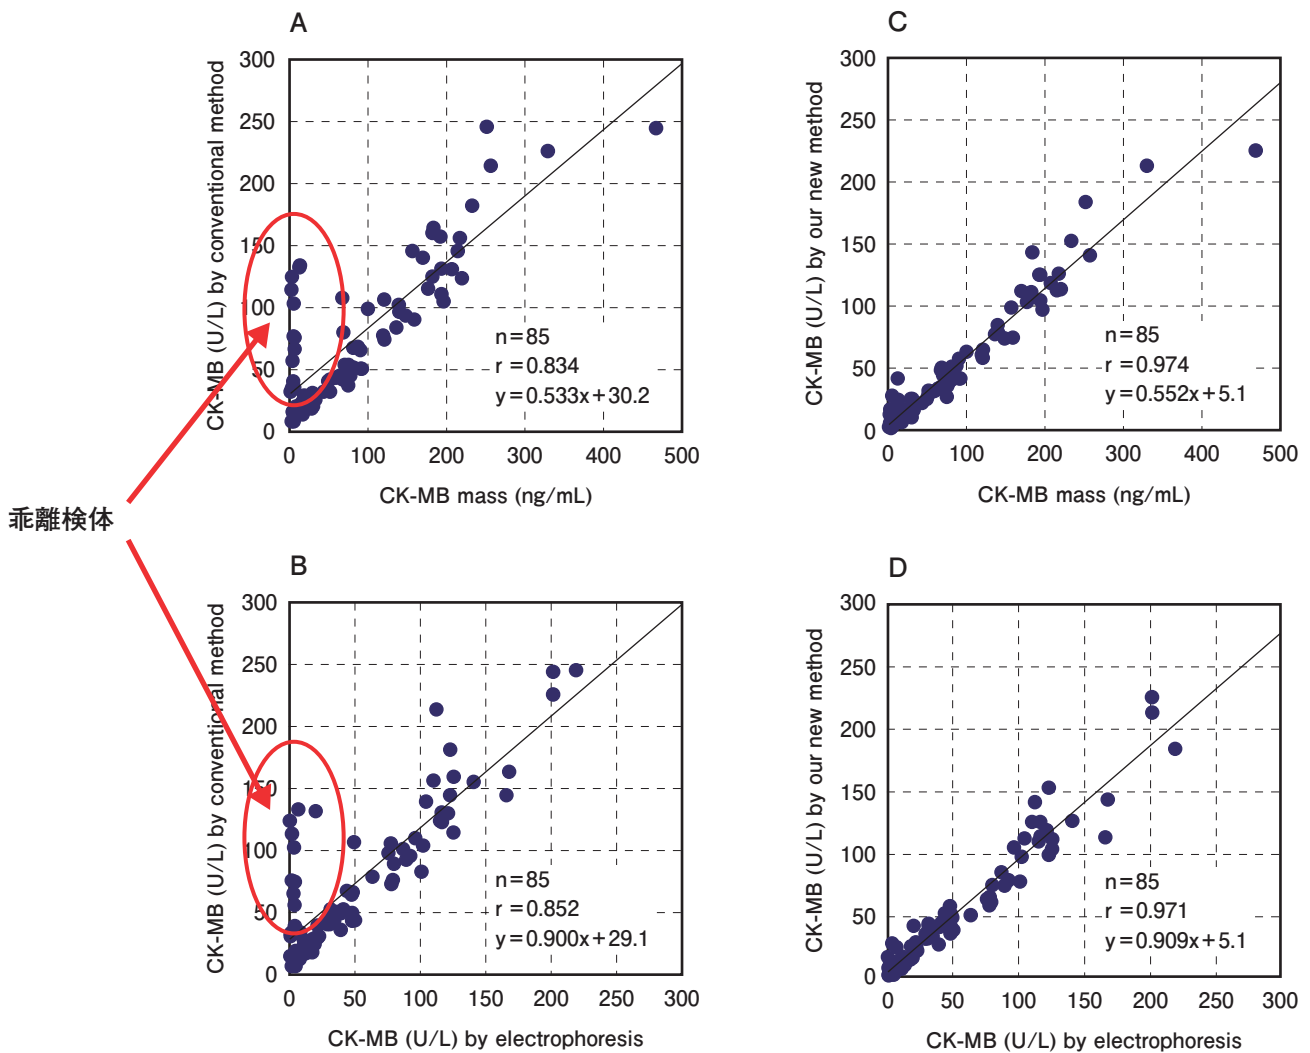 A
CK-MB (U/L) by conventional method
300
250
200
150
100
50
0
n=85
r =0.834
y=0.533x+30.2
0 100 200 300 400 500
CK-MB mass (ng/mL)
C
CK-MB (U/L) by our new method
300
250
200
150
100
50
0
n=85
r =0.974
y=0.552x+5.1
0 100 200 300 400 500
CK-MB mass (ng/mL)
乖離検体
B
CK-MB (U/L) by conventional method
300
250
200
150
100
50
0
n=85
r =0.852
y=0.900x+29.1
0 50 100 150 200 250 300
CK-MB (U/L) by electrophoresis
D
CK-MB (U/L) by our new method
300
250
200
150
100
50
0
n=85
r =0.971
y=0.909x+5.1
0 50 100 150 200 250 300
CK-MB (U/L) by electrophoresis